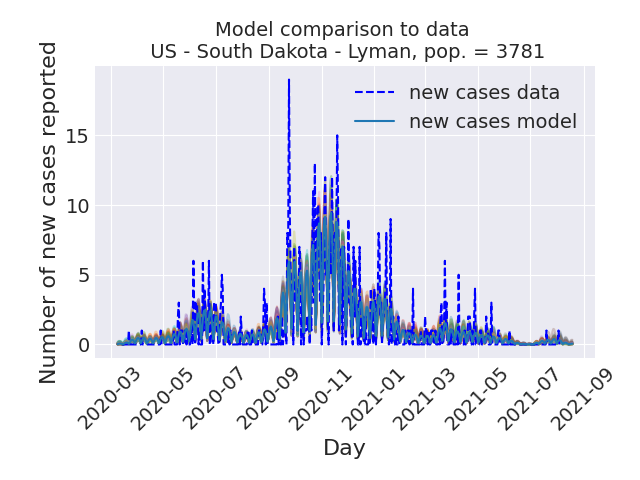 Model comparison to data
US - South Dakota - Lyman, pop. = 3781
new cases data
new cases model
Number of new cases reported
15
10
5
0
2020-03
2020-05
2020-07
2020-09
2020-11
2021-01
2021-03
2021-05
2021-07
2021-09
Day